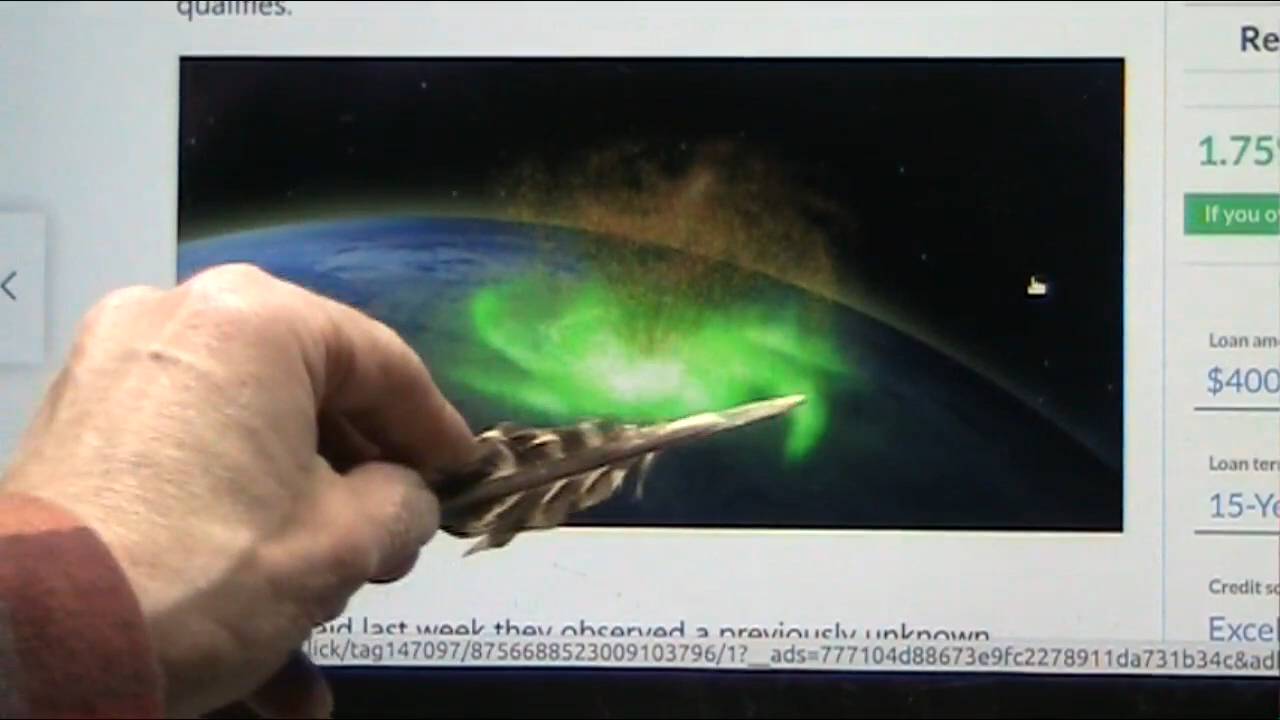 qualifies.
Re
1.75
If you o
Loan am
$400
Loan ter
15-Ye
Credit sc
Excel
aid last week they observed a previously unknown
lick/tag147097/8756688523009103796/1?__ads=777104d88673e9fc2278911da731b34c&adl